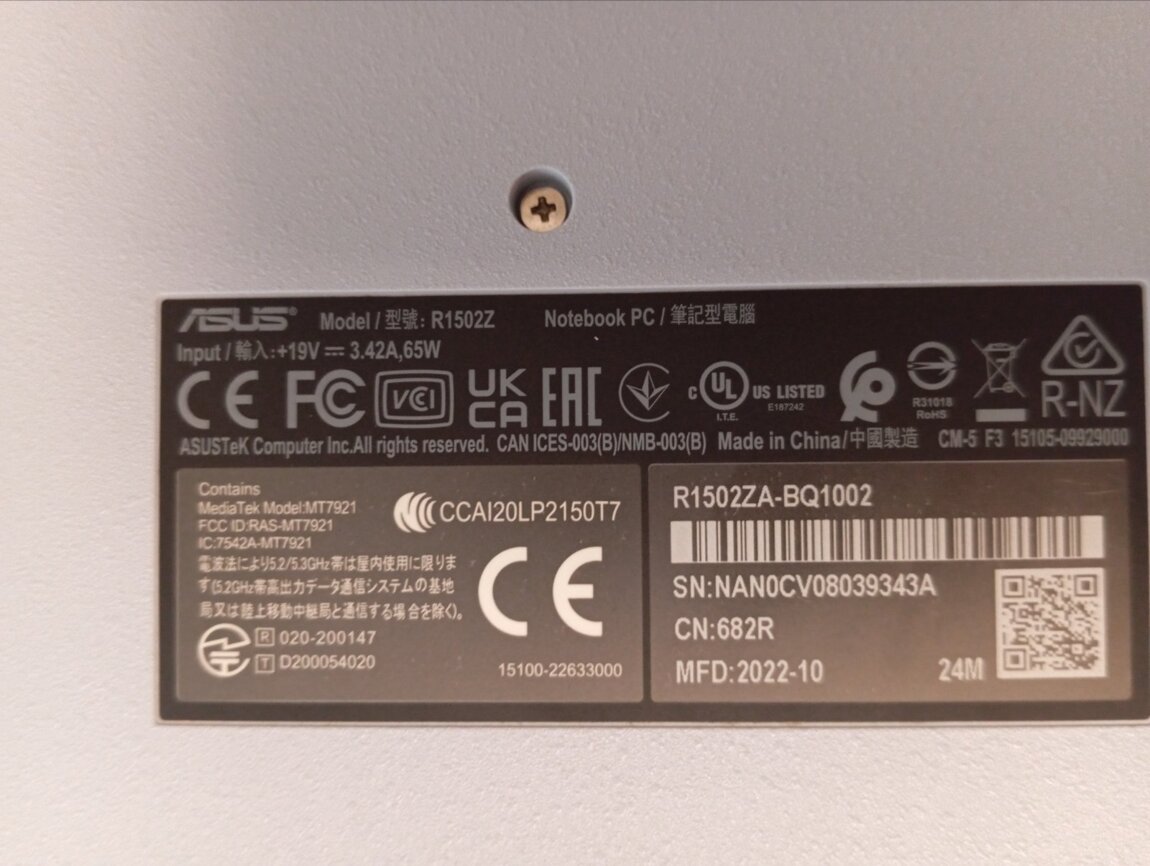 ASUS® Model / 型號: R1502Z Notebook PC / 筆記型電腦
Input / 輸入:+19V ⎓ 3.42A,65W
CE FC VCI UK CA EAC c UL US LISTED I.T.E. E187242 R31018 RoHS R-NZ
ASUSTeK Computer Inc.All rights reserved. CAN ICES-003(B)/NMB-003(B) Made in China/中國製造 CM-5 F3 15105-09929000
Contains
MediaTek Model:MT7921
FCC ID:RAS-MT7921
IC:7542A-MT7921
CCAI20LP2150T7
電波法により5.2/5.3GHz帯は屋内使用に限りま
す(5.2GHz帯高出力データ通信システムの基地
局又は陸上移動中継局と通信する場合を除く)。
R 020-200147
T D200054020
CE
15100-22633000
R1502ZA-BQ1002
SN:NAN0CV08039343A
CN:682R
MFD:2022-10 24M